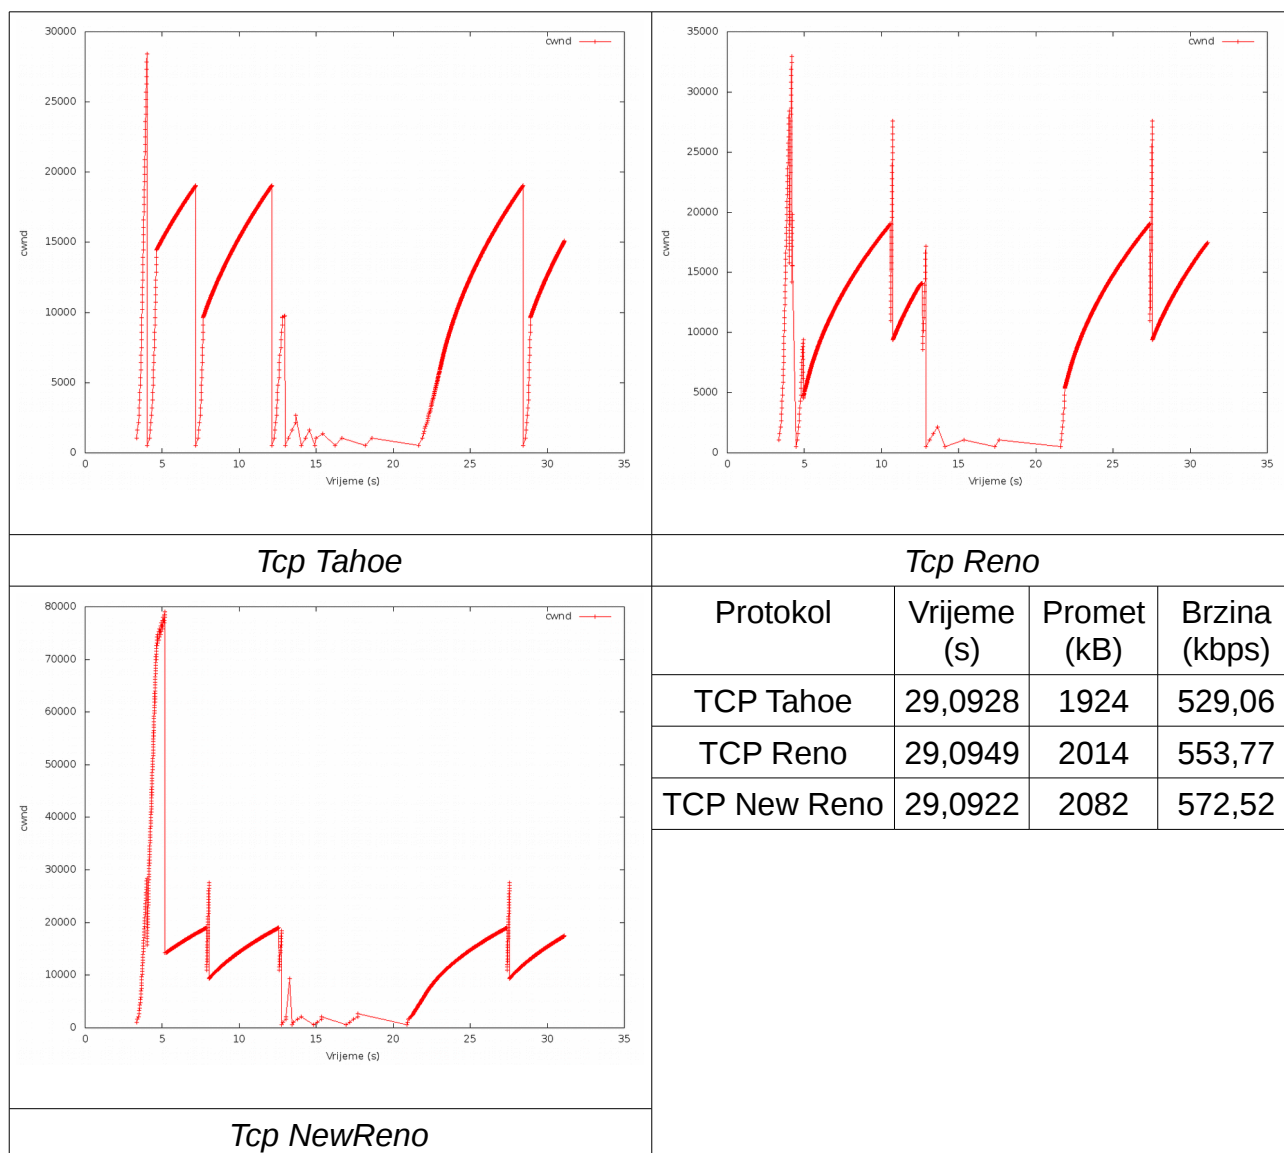 30000
25000
20000
15000
10000
5000
0
cwnd
cwnd
0 5 10 15 20 25 30 35
Vrijeme (s)
Tcp Tahoe
35000
30000
25000
20000
15000
10000
5000
0
cwnd
cwnd
0 5 10 15 20 25 30 35
Vrijeme (s)
Tcp Reno
80000
70000
60000
50000
40000
30000
20000
10000
0
cwnd
cwnd
0 5 10 15 20 25 30 35
Vrijeme (s)
Tcp NewReno
Protokol Vrijeme (s) Promet (kB) Brzina (kbps)
TCP Tahoe 29,0928 1924 529,06
TCP Reno 29,0949 2014 553,77
TCP New Reno 29,0922 2082 572,52